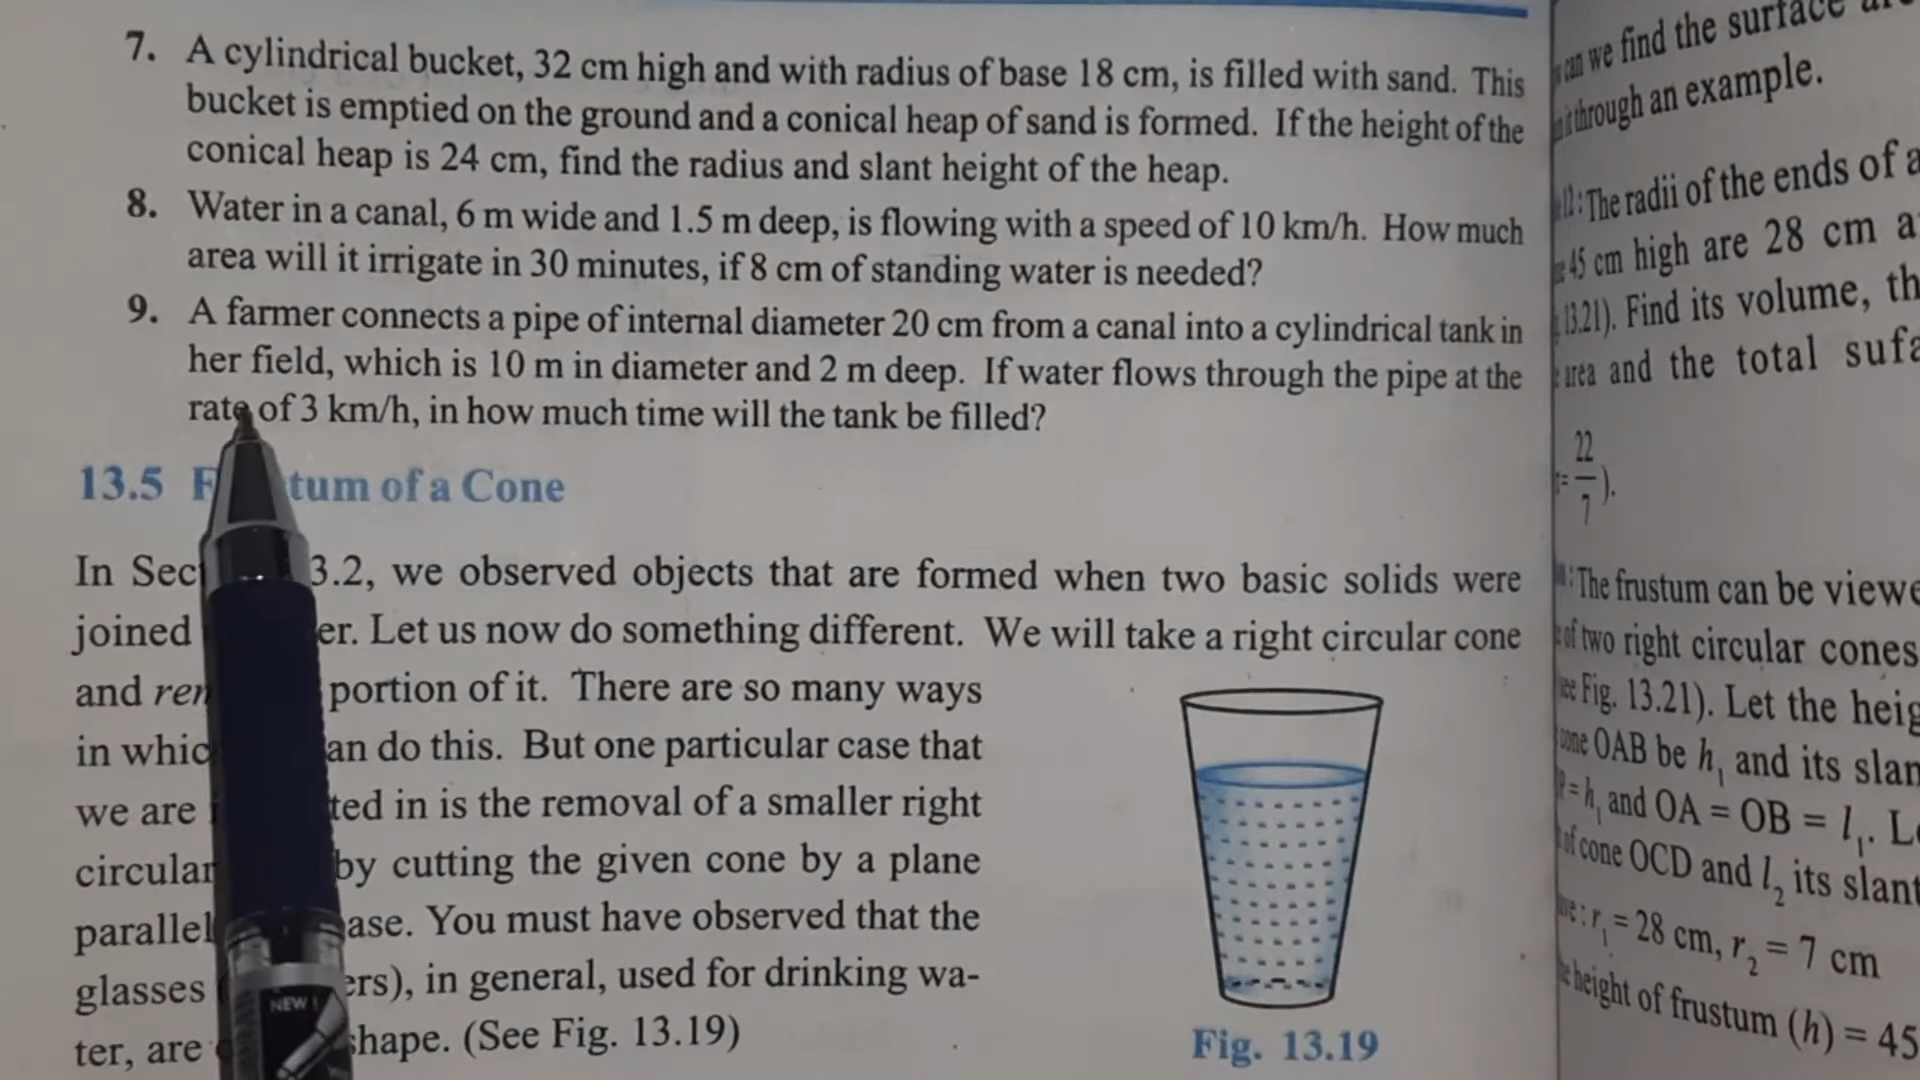 7. A cylindrical bucket, 32 cm high and with radius of base 18 cm, is filled with sand. This
bucket is emptied on the ground and a conical heap of sand is formed. If the height of the
conical heap is 24 cm, find the radius and slant height of the heap.
8. Water in a canal, 6 m wide and 1.5 m deep, is flowing with a speed of 10 km/h. How much
area will it irrigate in 30 minutes, if 8 cm of standing water is needed?
9. A farmer connects a pipe of internal diameter 20 cm from a canal into a cylindrical tank in
her field, which is 10 m in diameter and 2 m deep. If water flows through the pipe at the
rate of 3 km/h, in how much time will the tank be filled?
13.5 F tum of a Cone
In Sec 3.2, we observed objects that are formed when two basic solids were
joined er. Let us now do something different. We will take a right circular cone
and rem portion of it. There are so many ways
in whic an do this. But one particular case that
we are ted in is the removal of a smaller right
circular by cutting the given cone by a plane
parallel ase. You must have observed that the
glasses ers), in general, used for drinking wa-
ter, are shape. (See Fig. 13.19)
Fig. 13.19
NEW
can we find the surface
through an example.
The radii of the ends of a
45 cm high are 28 cm a
13.21). Find its volume, th
area and the total sufa
= 22/7 ).
The frustum can be viewe
of two right circular cones
see Fig. 13.21). Let the heig
cone OAB be h₁ and its slan
= h₁ and OA = OB = l₁. L
of cone OCD and l₂ its slant
: r₁ = 28 cm, r₂ = 7 cm
height of frustum (h) = 45